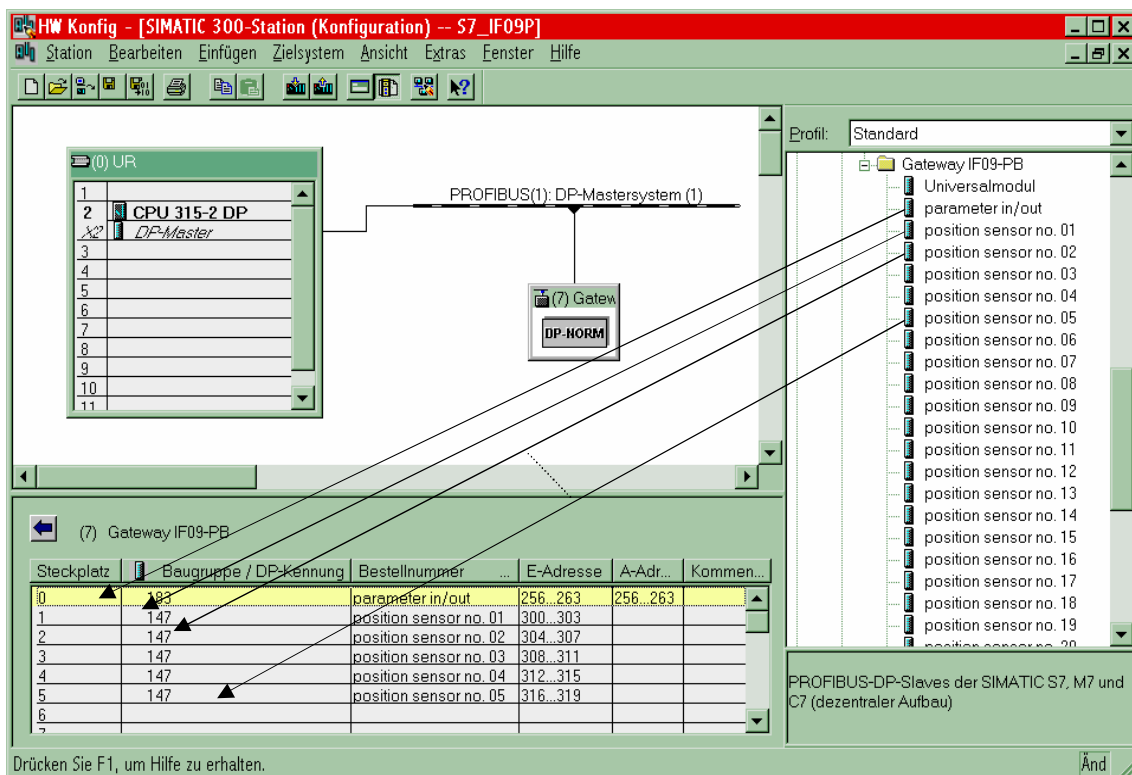 HW Konfig - [SIMATIC 300-Station (Konfiguration) -- S7_IF09P]
Station Bearbeiten Einfügen Zielsystem Ansicht Extras Fenster Hilfe
(0) UR
1
2 CPU 315-2 DP
X2 DP-Master
3
4
5
6
7
8
9
10
11
PROFIBUS(1): DP-Mastersystem (1)
(7) Gatew
DP-NORM
Profil: Standard
Gateway IF09-PB
Universalmodul
parameter in/out
position sensor no. 01
position sensor no. 02
position sensor no. 03
position sensor no. 04
position sensor no. 05
position sensor no. 06
position sensor no. 07
position sensor no. 08
position sensor no. 09
position sensor no. 10
position sensor no. 11
position sensor no. 12
position sensor no. 13
position sensor no. 14
position sensor no. 15
position sensor no. 16
position sensor no. 17
position sensor no. 18
position sensor no. 19
position sensor no. 20
(7) Gateway IF09-PB
Steckplatz Baugruppe / DP-Kennung Bestellnummer ... E-Adresse A-Adr... Kommen...
0 183 parameter in/out 256...263 256...263
1 147 position sensor no. 01 300...303
2 147 position sensor no. 02 304...307
3 147 position sensor no. 03 308...311
4 147 position sensor no. 04 312...315
5 147 position sensor no. 05 316...319
6
7
PROFIBUS-DP-Slaves der SIMATIC S7, M7 und
C7 (dezentraler Aufbau)
Drücken Sie F1, um Hilfe zu erhalten.
Änd